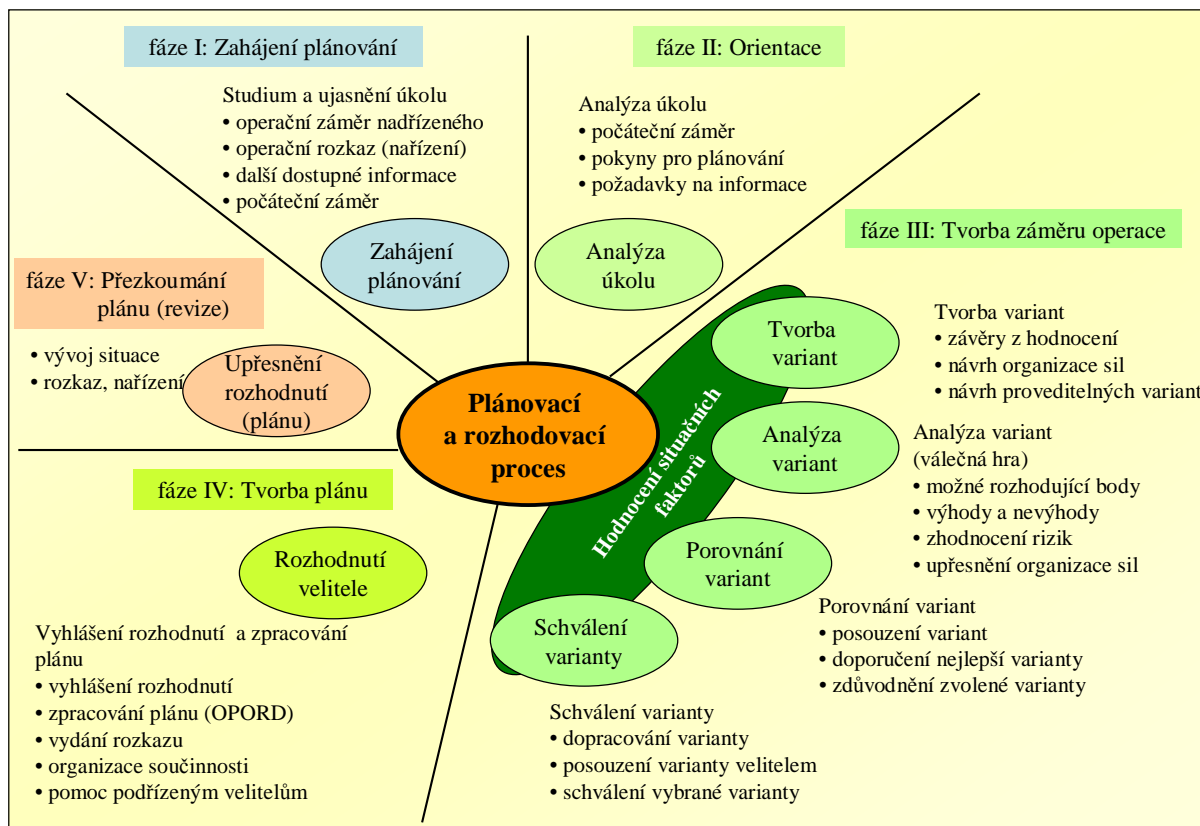 fáze I: Zahájení plánování
Studium a ujasnění úkolu
• operační záměr nadřízeného
• operační rozkaz (nařízení)
• další dostupné informace
• počáteční záměr
Zahájení
plánování
fáze II: Orientace
Analýza úkolu
• počáteční záměr
• pokyny pro plánování
• požadavky na informace
Analýza
úkolu
fáze III: Tvorba záměru operace
Tvorba
variant
Tvorba variant
• závěry z hodnocení
• návrh organizace sil
• návrh proveditelných variant
Analýza
variant
Analýza variant
(válečná hra)
• možné rozhodující body
• výhody a nevýhody
• zhodnocení rizik
• upřesnění organizace sil
Porovnání
variant
Porovnání variant
• posouzení variant
• doporučení nejlepší varianty
• zdůvodnění zvolené varianty
Schválení
varianty
Schválení varianty
• dopracování varianty
• posouzení varianty velitelem
• schválení vybrané varianty
Hodnocení situačních
faktorů
Plánovací
a rozhodovací
proces
fáze IV: Tvorba plánu
Rozhodnutí
velitele
Vyhlášení rozhodnutí a zpracování
plánu
• vyhlášení rozhodnutí
• zpracování plánu (OPORD)
• vydání rozkazu
• organizace součinnosti
• pomoc podřízeným velitelům
fáze V: Přezkoumání
plánu (revize)
• vývoj situace
• rozkaz, nařízení
Upřesnění
rozhodnutí
(plánu)